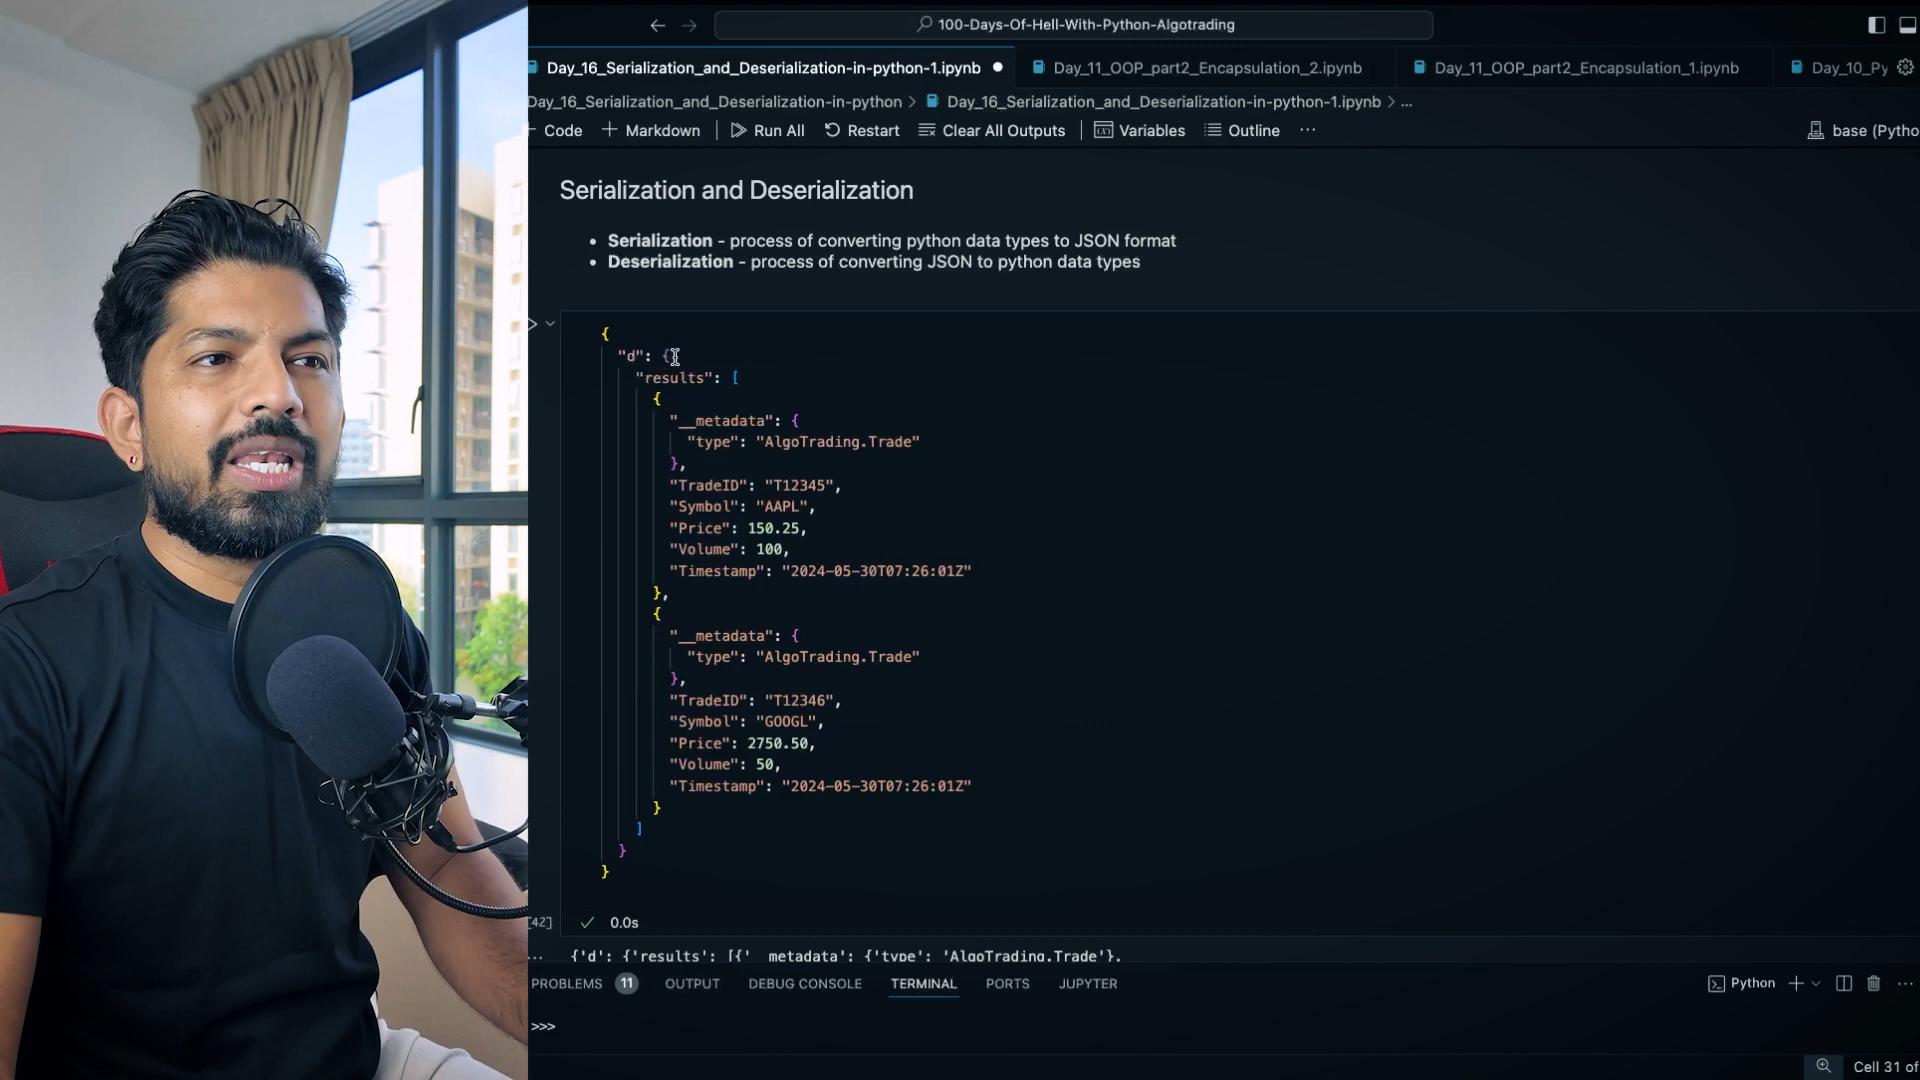 100-Days-Of-Hell-With-Python-Algotrading
Day_16_Serialization_and_Deserialization-in-python-1.ipynb
Day_11_OOP_part2_Encapsulation_2.ipynb
Day_11_OOP_part2_Encapsulation_1.ipynb
Day_10_Py
Day_16_Serialization_and_Deserialization-in-python > Day_16_Serialization_and_Deserialization-in-python-1.ipynb > ...
Code + Markdown | Run All Restart Clear All Outputs | Variables Outline ...
base (Pytho
Serialization and Deserialization
• Serialization - process of converting python data types to JSON format
• Deserialization - process of converting JSON to python data types
{
"d": {
"results": [
{
"__metadata": {
"type": "AlgoTrading.Trade"
},
"TradeID": "T12345",
"Symbol": "AAPL",
"Price": 150.25,
"Volume": 100,
"Timestamp": "2024-05-30T07:26:01Z"
},
{
"__metadata": {
"type": "AlgoTrading.Trade"
},
"TradeID": "T12346",
"Symbol": "GOOGL",
"Price": 2750.50,
"Volume": 50,
"Timestamp": "2024-05-30T07:26:01Z"
}
]
}
}
[42] 0.0s
{'d': {'results': [{'__metadata': {'type': 'AlgoTrading.Trade'},
PROBLEMS 11 OUTPUT DEBUG CONSOLE TERMINAL PORTS JUPYTER
Python
>>>
Cell 31 of